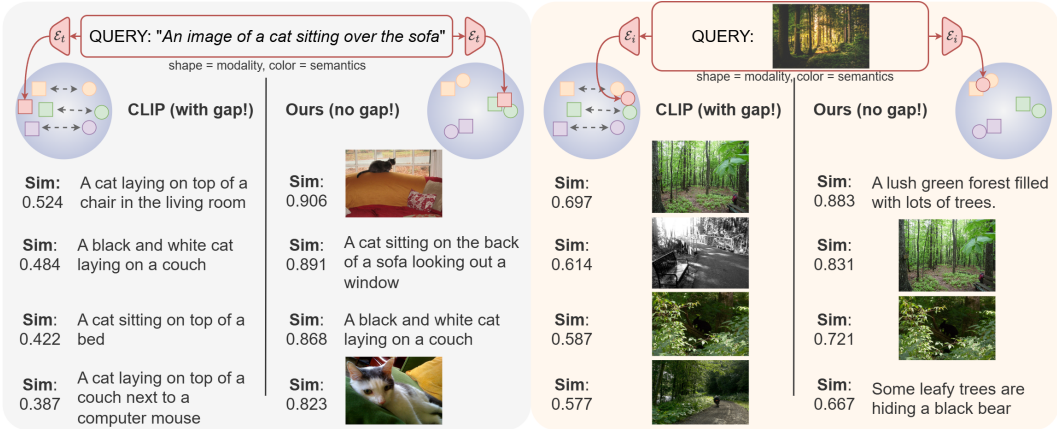 ℰt
QUERY: "An image of a cat sitting over the sofa"
ℰt
shape = modality, color = semantics
CLIP (with gap!)
Ours (no gap!)
Sim:
0.524
A cat laying on top of a
chair in the living room
Sim:
0.484
A black and white cat
laying on a couch
Sim:
0.422
A cat sitting on top of a
bed
Sim:
0.387
A cat laying on top of a
couch next to a
computer mouse
Sim:
0.906
Sim:
0.891
A cat sitting on the back
of a sofa looking out a
window
Sim:
0.868
A black and white cat
laying on a couch
Sim:
0.823
ℰi
QUERY:
ℰi
shape = modality, color = semantics
CLIP (with gap!)
Ours (no gap!)
Sim:
0.697
Sim:
0.614
Sim:
0.587
Sim:
0.577
Sim:
0.883
A lush green forest filled
with lots of trees.
Sim:
0.831
Sim:
0.721
Sim:
0.667
Some leafy trees are
hiding a black bear